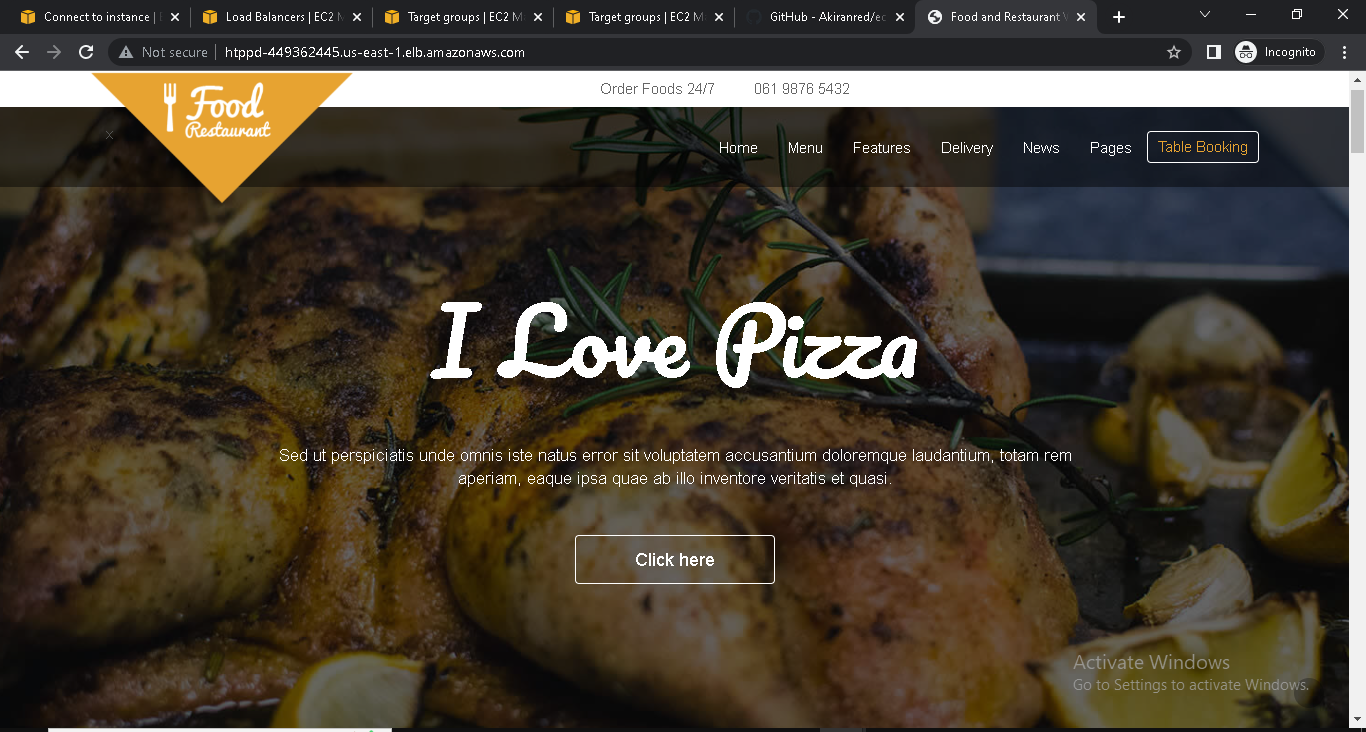 Connect to instance | E
Load Balancers | EC2 M
Target groups | EC2 Ma
Target groups | EC2 Ma
GitHub - Akiranred/ec
Food and Restaurant
Not secure
htppd-449362445.us-east-1.elb.amazonaws.com
Incognito
Order Foods 24/7
061 9876 5432
Food
Restaurant
Home
Menu
Features
Delivery
News
Pages
Table Booking
I Love Pizza
Sed ut perspiciatis unde omnis iste natus error sit voluptatem accusantium doloremque laudantium, totam rem
aperiam, eaque ipsa quae ab illo inventore veritatis et quasi.
Click here
Activate Windows
Go to Settings to activate Windows.